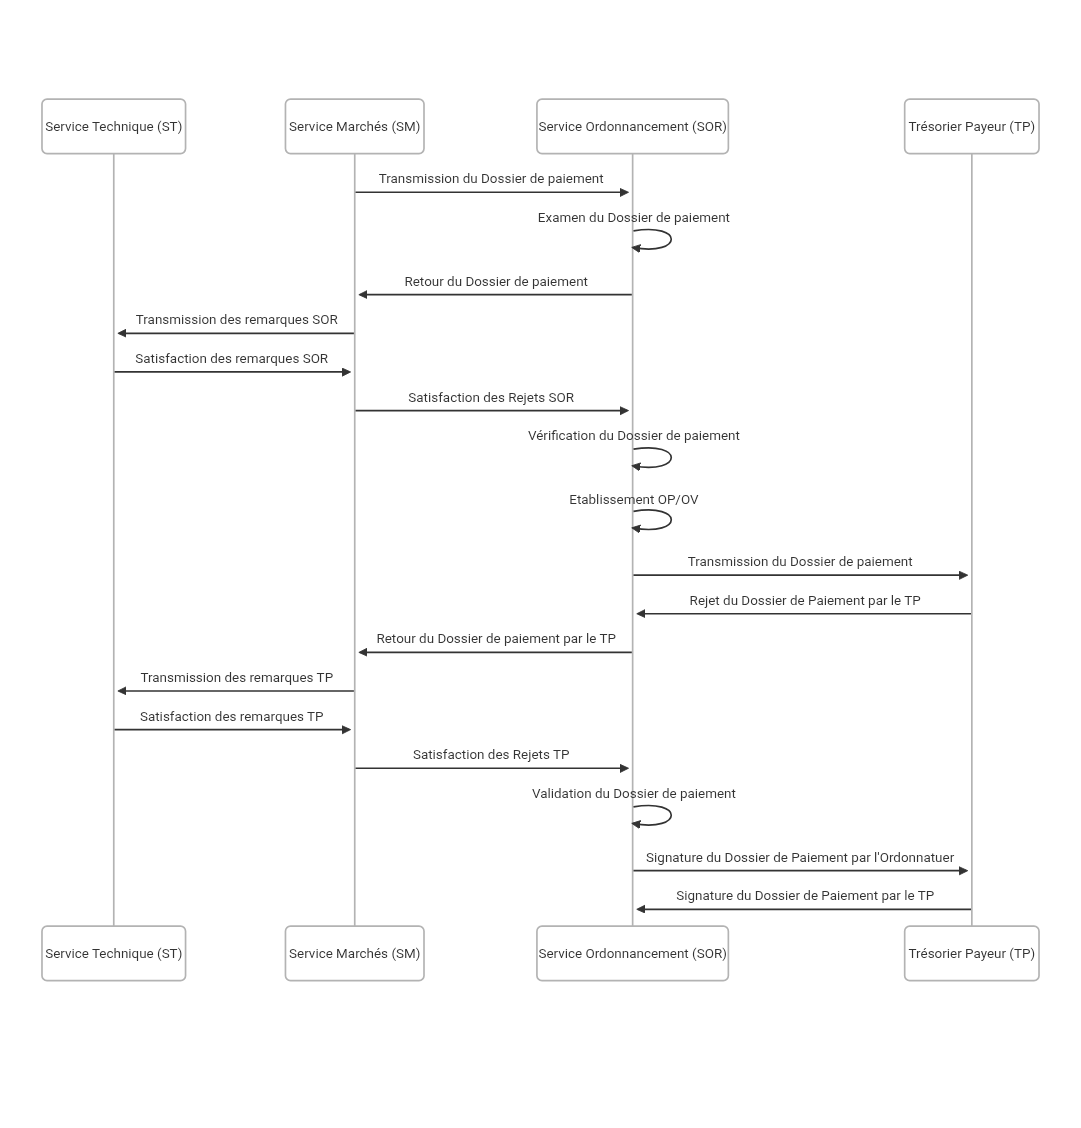 Service Technique (ST)
Service Marchés (SM)
Service Ordonnancement (SOR)
Trésorier Payeur (TP)
Transmission du Dossier de paiement
Examen du Dossier de paiement
Retour du Dossier de paiement
Transmission des remarques SOR
Satisfaction des remarques SOR
Satisfaction des Rejets SOR
Vérification du Dossier de paiement
Etablissement OP/OV
Transmission du Dossier de paiement
Rejet du Dossier de Paiement par le TP
Retour du Dossier de paiement par le TP
Transmission des remarques TP
Satisfaction des remarques TP
Satisfaction des Rejets TP
Validation du Dossier de paiement
Signature du Dossier de Paiement par l'Ordonnatuer
Signature du Dossier de Paiement par le TP
Service Technique (ST)
Service Marchés (SM)
Service Ordonnancement (SOR)
Trésorier Payeur (TP)